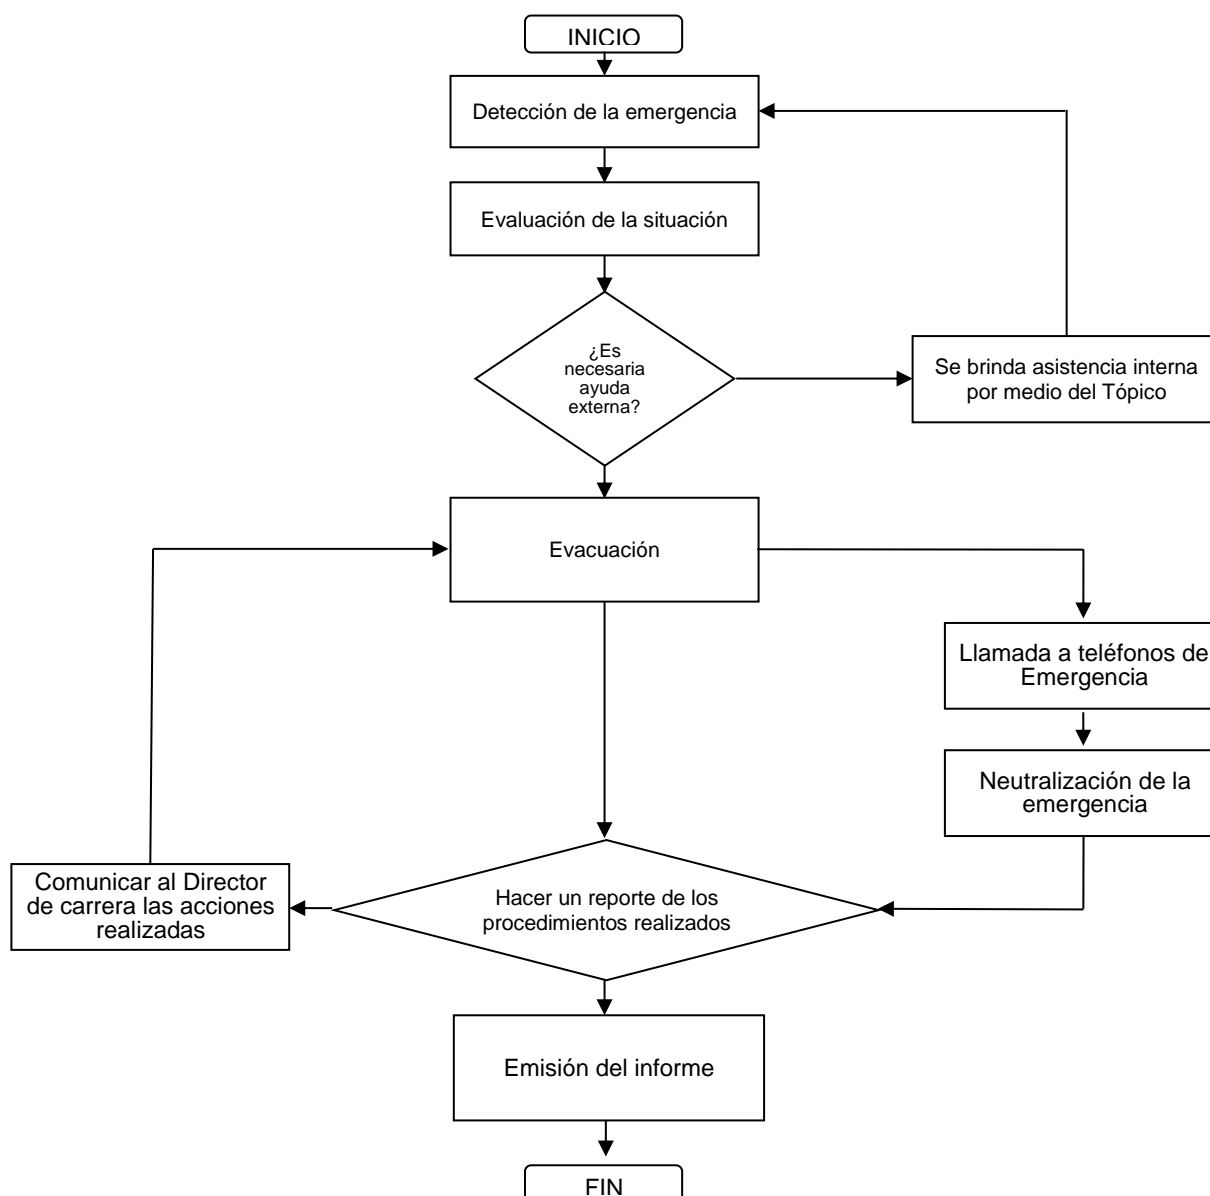 INICIO
Detección de la emergencia
Evaluación de la situación
¿Es
necesaria
ayuda
externa?
Se brinda asistencia interna
por medio del Tópico
Evacuación
Llamada a teléfonos de
Emergencia
Neutralización de la
emergencia
Hacer un reporte de los
procedimientos realizados
Comunicar al Director
de carrera las acciones
realizadas
Emisión del informe
FIN